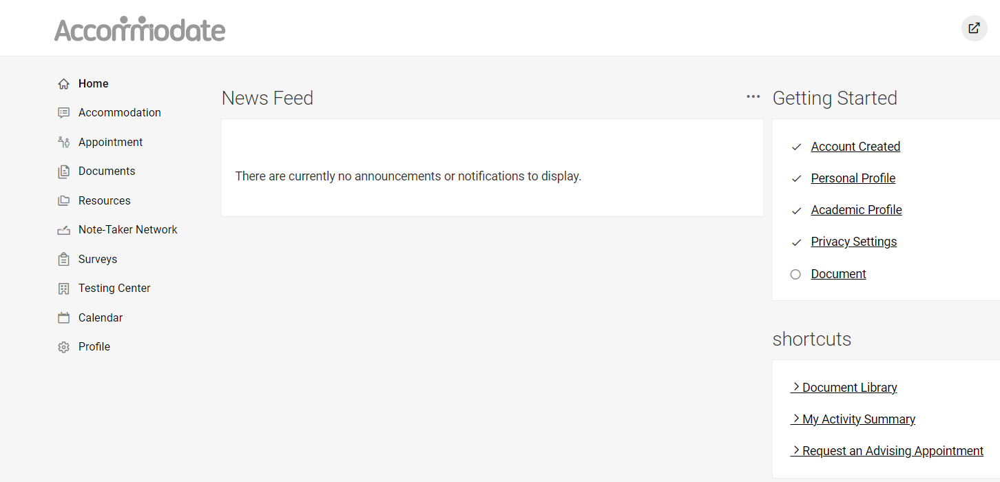 Accommodate
Home
Accommodation
Appointment
Documents
Resources
Note-Taker Network
Surveys
Testing Center
Calendar
Profile
News Feed
There are currently no announcements or notifications to display.
Getting Started
Account Created
Personal Profile
Academic Profile
Privacy Settings
Document
shortcuts
Document Library
My Activity Summary
Request an Advising Appointment